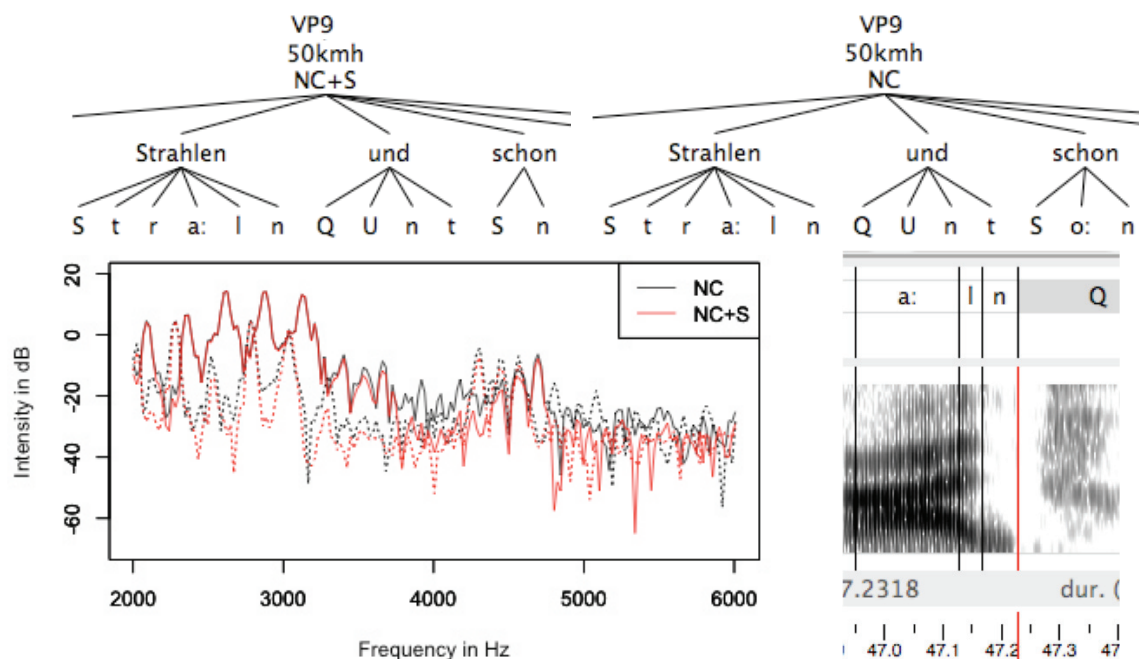 VP9
50kmh
NC+S
Strahlen und schon
S t r a: l n Q U n t S n
VP9
50kmh
NC
Strahlen und schon
S t r a: l n Q U n t S o: n
NC
NC+S
20
0
-20
-40
-60
Intensity in dB
2000 3000 4000 5000 6000
Frequency in Hz
a: l n Q
7.2318 dur. (
47.0 47.1 47.2 47.3 47